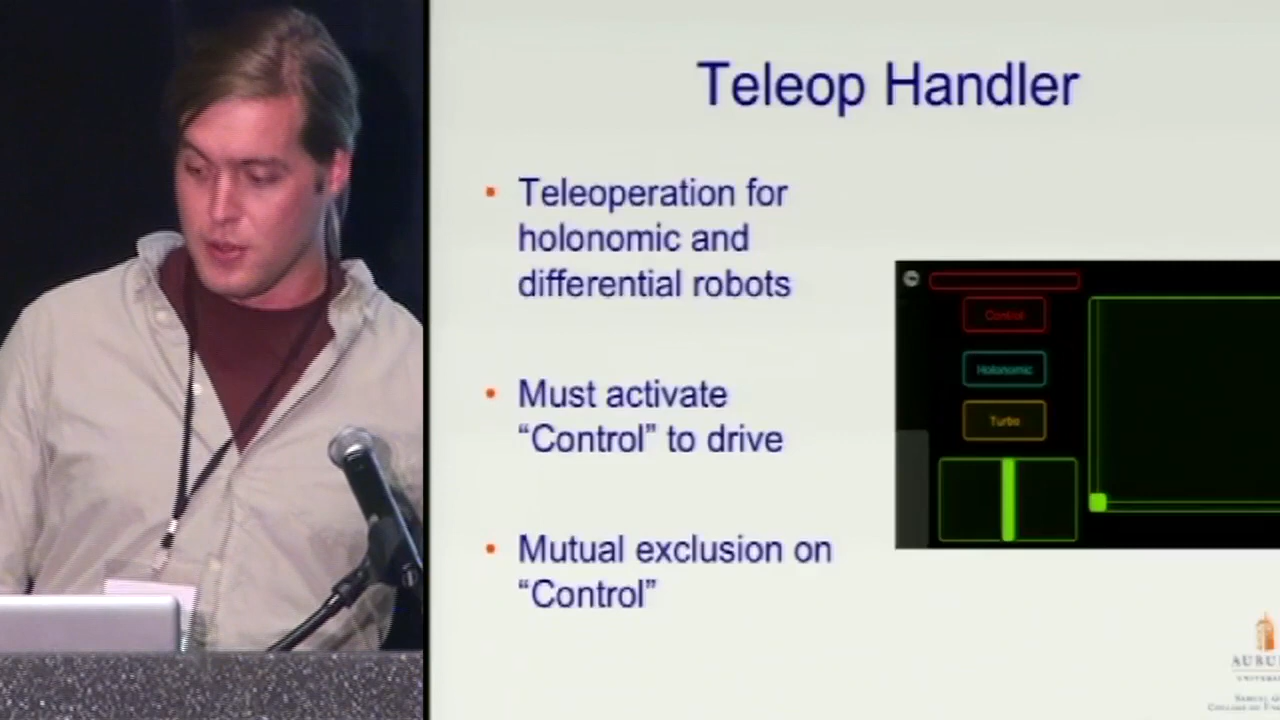 Teleop Handler
• Teleoperation for
holonomic and
differential robots
• Must activate
“Control” to drive
• Mutual exclusion on
“Control”
Control
Holonomic
Turbo